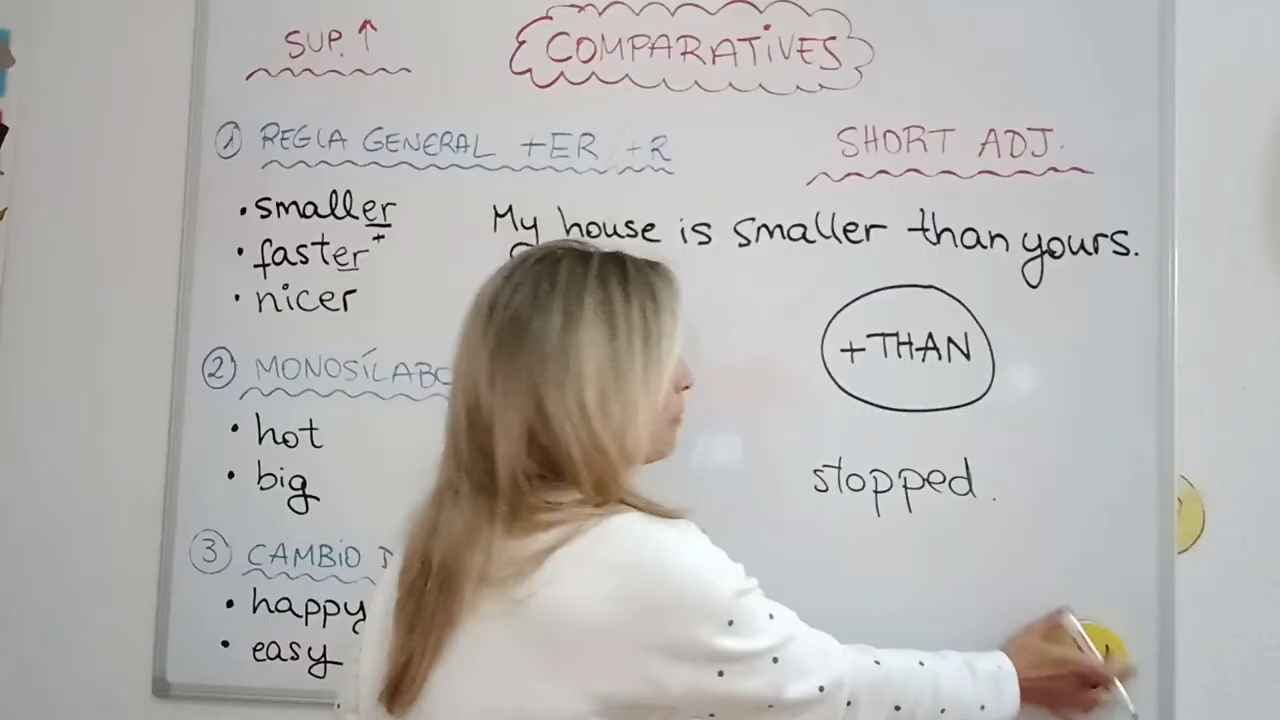 SUP. ↑
COMPARATIVES
① REGLA GENERAL +ER +R
SHORT ADJ.
• smaller
• faster +
• nicer
My house is smaller than yours.
+THAN
② MONOSÍLABO
• hot
• big
stopped.
③ CAMBIO
• happy
• easy